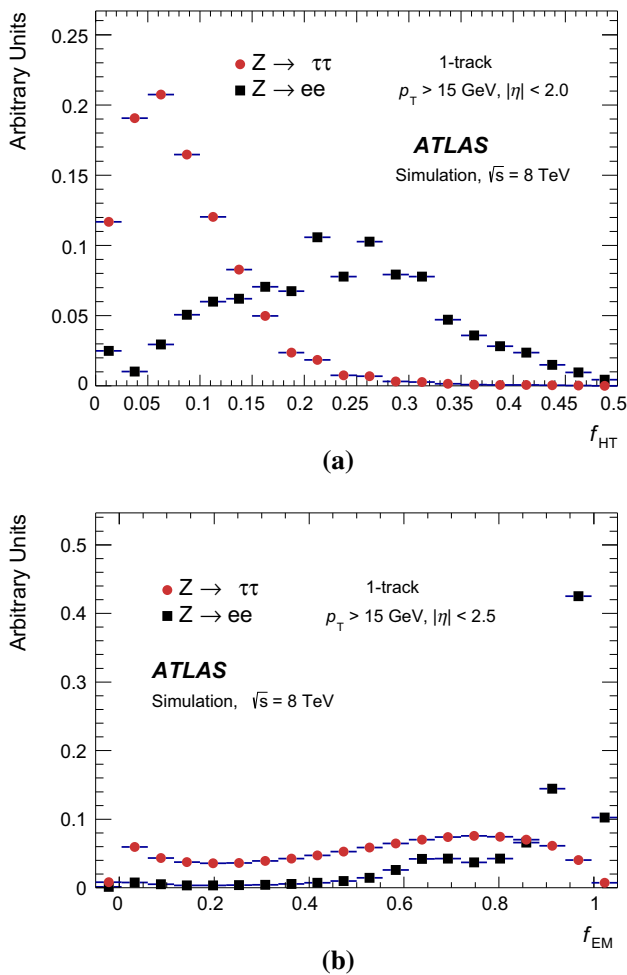 Arbitrary Units
0.25
0.2
0.15
0.1
0.05
0
Z → ττ
Z → ee
1-track
pT > 15 GeV, |η| < 2.0
ATLAS
Simulation, √s = 8 TeV
0 0.05 0.1 0.15 0.2 0.25 0.3 0.35 0.4 0.45 0.5
fHT
(a)
Arbitrary Units
0.5
0.4
0.3
0.2
0.1
0
Z → ττ
Z → ee
1-track
pT > 15 GeV, |η| < 2.5
ATLAS
Simulation, √s = 8 TeV
0 0.2 0.4 0.6 0.8 1
fEM
(b)